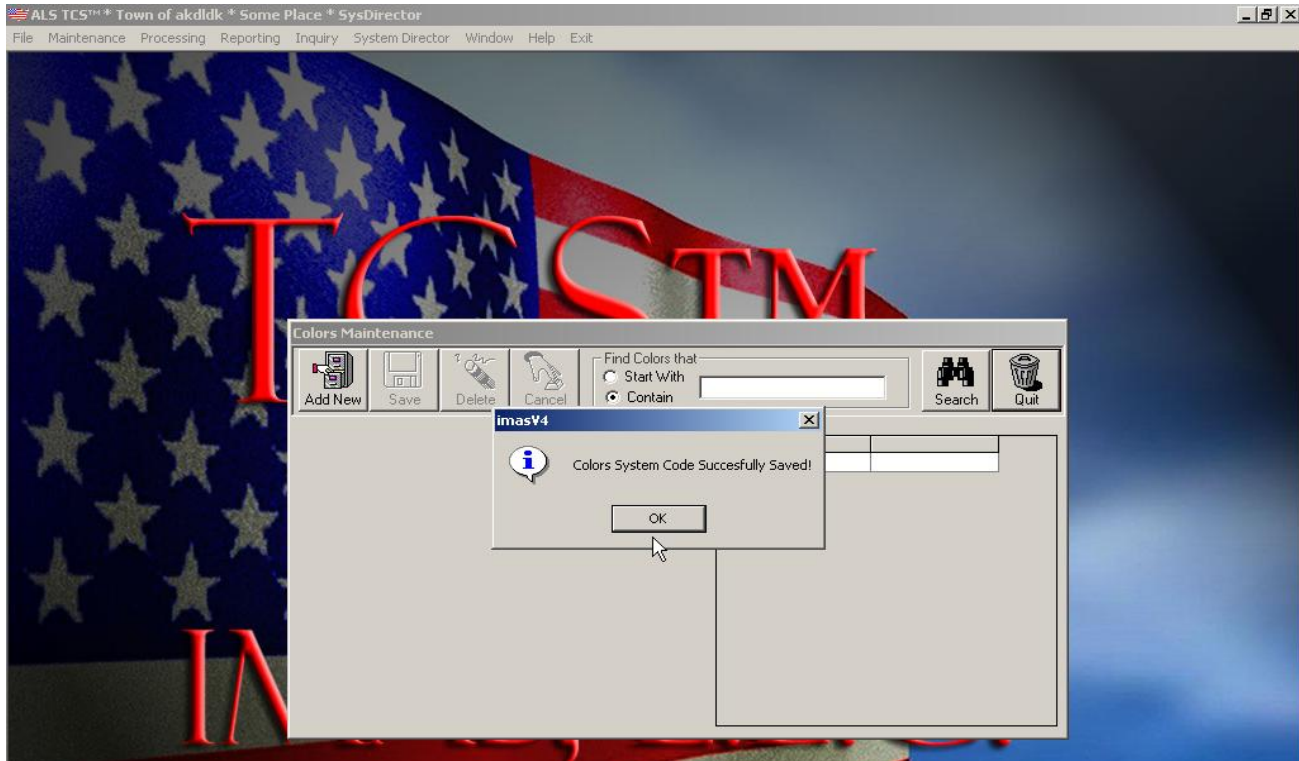 ALS TCS™ * Town of akdldk * Some Place * SysDirector
File Maintenance Processing Reporting Inquiry System Director Window Help Exit
TCSTM
Colors Maintenance
Add New Save Delete Cancel
Find Colors that
Start With
Contain
Search Quit
imasV4
Colors System Code Succesfully Saved!
OK